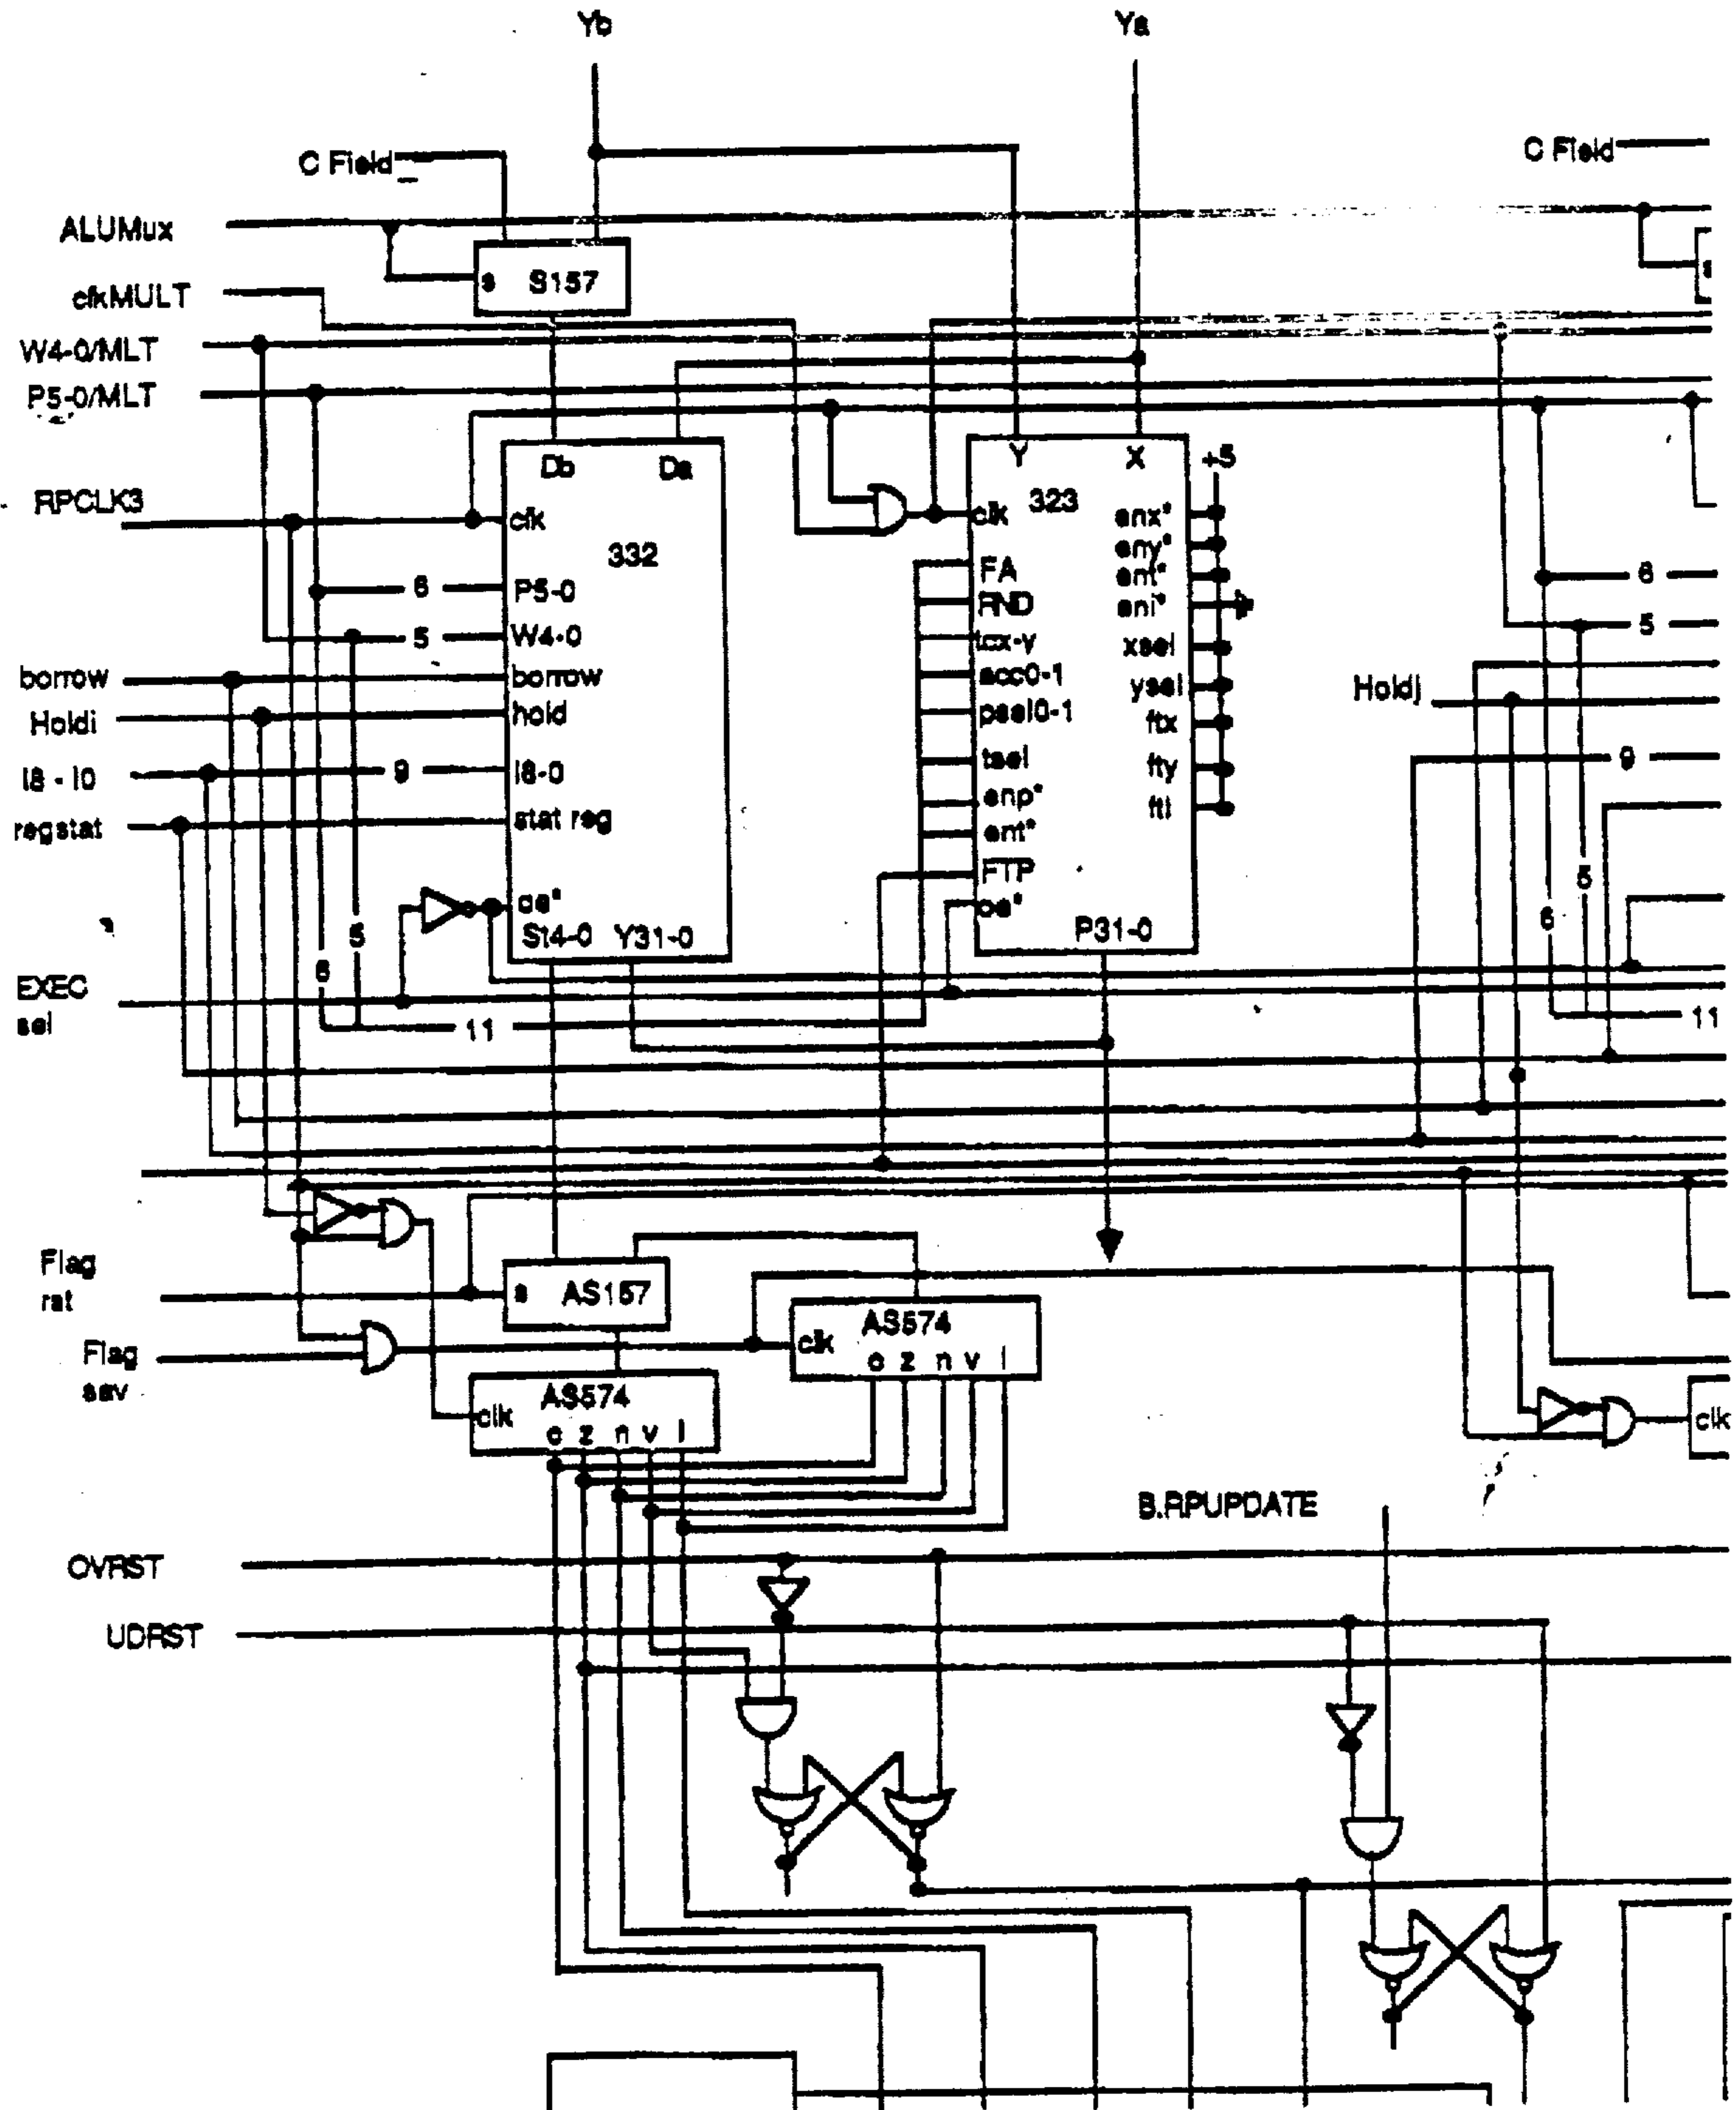 Yb
Ya
C Field
C Field
ALUMux
S157
s
clkMULT
W4-0/MLT
P5-0/MLT
Db
Da
Y
X
+5
RPCLK3
clk
332
clk
323
enx*
eny*
ent*
eni*
xsel
ysel
ftx
fty
fti
6
P5-0
5
W4-0
FA
RND
tcx-y
acc0-1
psel0-1
tsel
enp*
ent*
FTP
oe*
P31-0
6
5
borrow
borrow
Holdi
hold
Holdj
I8 - I0
9
I8-0
9
regstat
stat reg
oe*
St4-0
Y31-0
5
6
5
6
EXEC
sel
11
11
Flag
rst
s
AS157
AS574
clk
c z n v l
Flag
sav
AS574
clk
c z n v l
clk
B.RPUPDATE
OVRST
UDRST